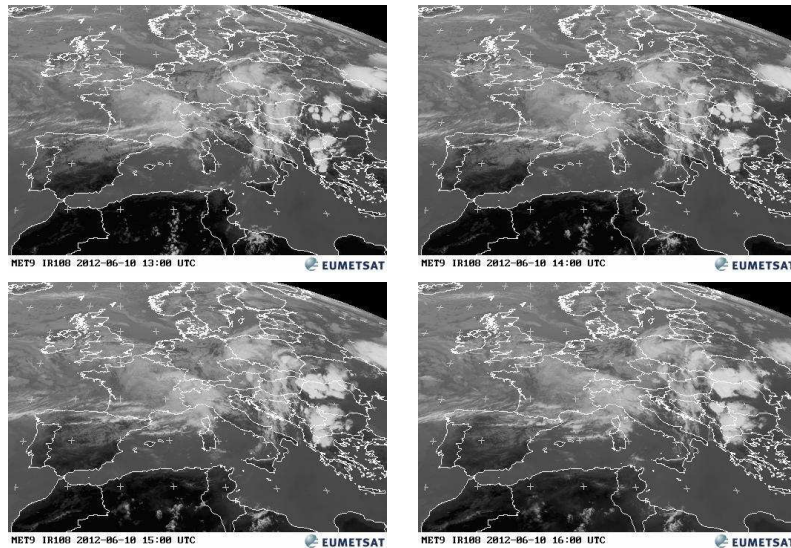 MET9 IR108 2012-06-10 13:00 UTC EUMETSAT
MET9 IR108 2012-06-10 14:00 UTC EUMETSAT
MET9 IR108 2012-06-10 15:00 UTC EUMETSAT
MET9 IR108 2012-06-10 16:00 UTC EUMETSAT